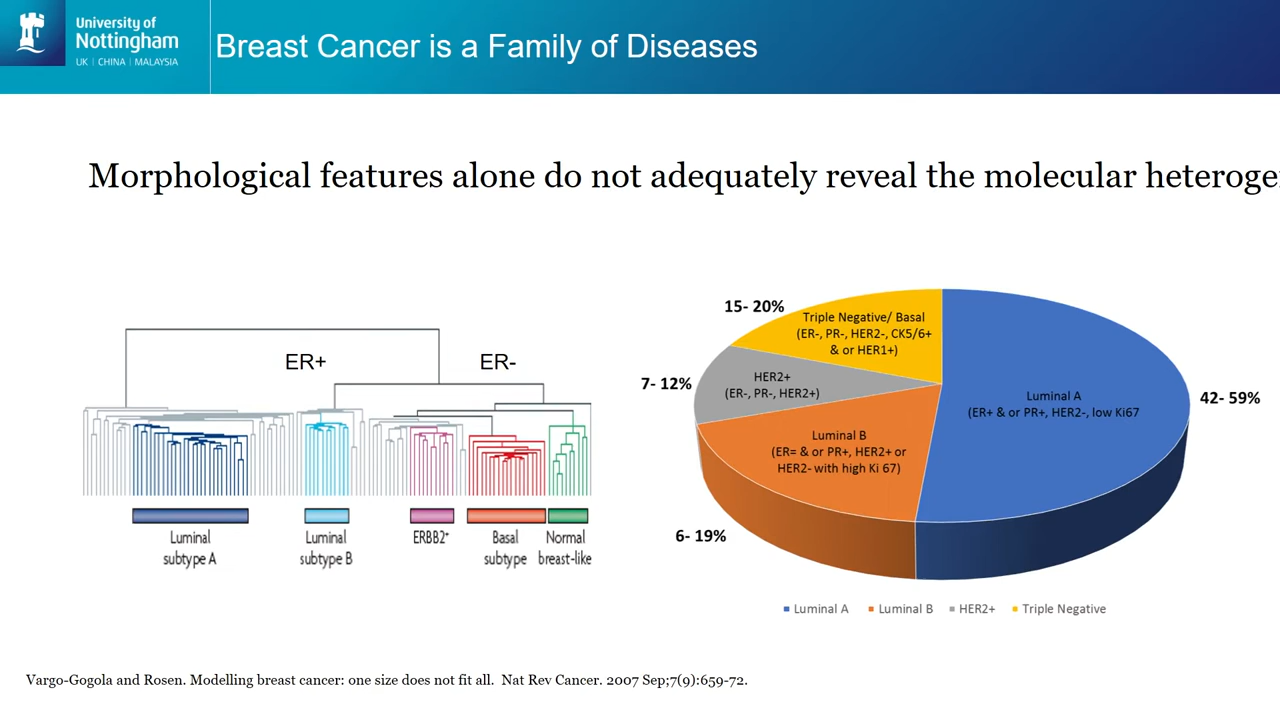 University of
Nottingham
UK | CHINA | MALAYSIA
Breast Cancer is a Family of Diseases
Morphological features alone do not adequately reveal the molecular
ER+
ER-
Luminal
subtype A
Luminal
subtype B
ERBB2+
Basal
subtype
Normal
breast-like
15- 20%
Triple Negative/ Basal
(ER-, PR-, HER2-, CK5/6+
& or HER1+)
7- 12%
HER2+
(ER-, PR-, HER2+)
Luminal A
(ER+ & or PR+, HER2-, low Ki67
42- 59%
Luminal B
(ER= & or PR+, HER2+ or
HER2- with high Ki 67)
6- 19%
Luminal A
Luminal B
HER2+
Triple Negative
Vargo-Gogola and Rosen. Modelling breast cancer: one size does not fit all. Nat Rev Cancer. 2007 Sep;7(9):659-72.